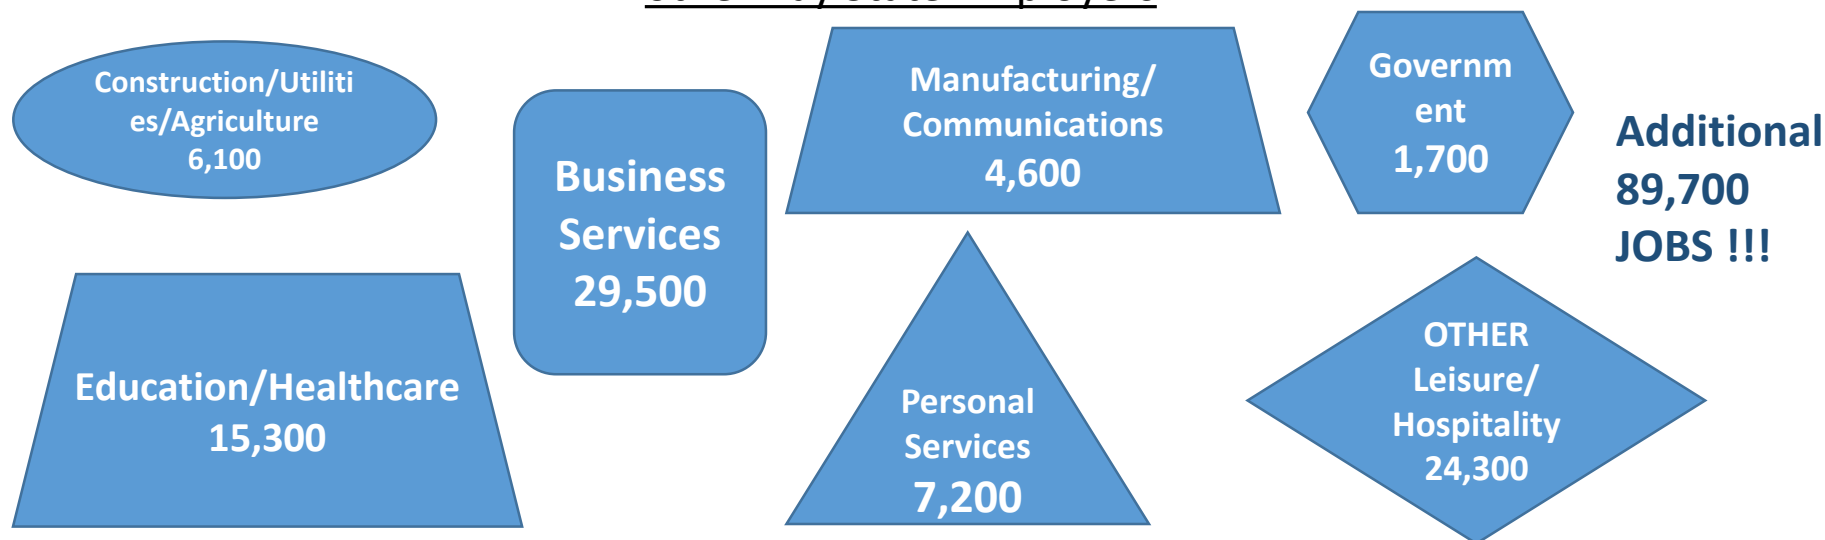 Construction/Utiliti
es/Agriculture
6,100
Business
Services
29,500
Manufacturing/
Communications
4,600
Governm
ent
1,700
Additional
89,700
JOBS !!!
Education/Healthcare
15,300
Personal
Services
7,200
OTHER
Leisure/
Hospitality
24,300